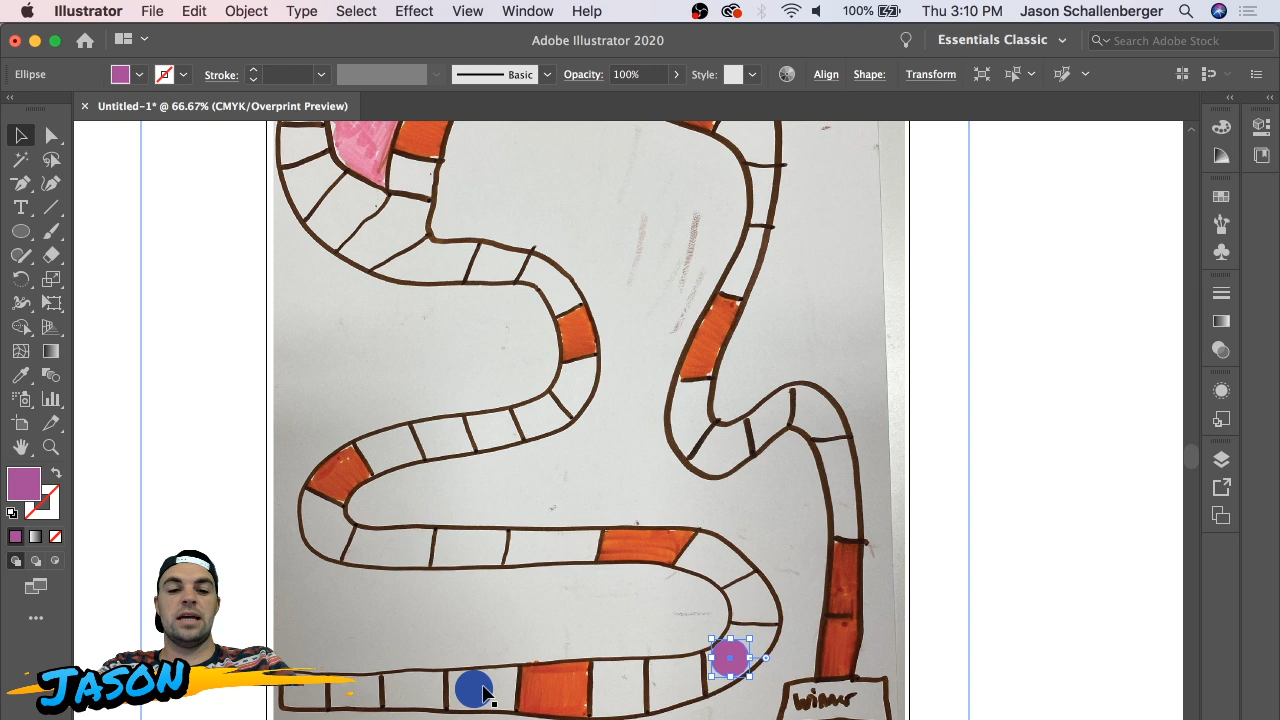 Illustrator File Edit Object Type Select Effect View Window Help 100% Thu 3:10 PM Jason Schallenberger
Adobe Illustrator 2020 Essentials Classic Search Adobe Stock
Ellipse Stroke: Basic Opacity: 100% Style: Align Shape: Transform
× Untitled-1* @ 66.67% (CMYK/Overprint Preview)
JASON
Winner